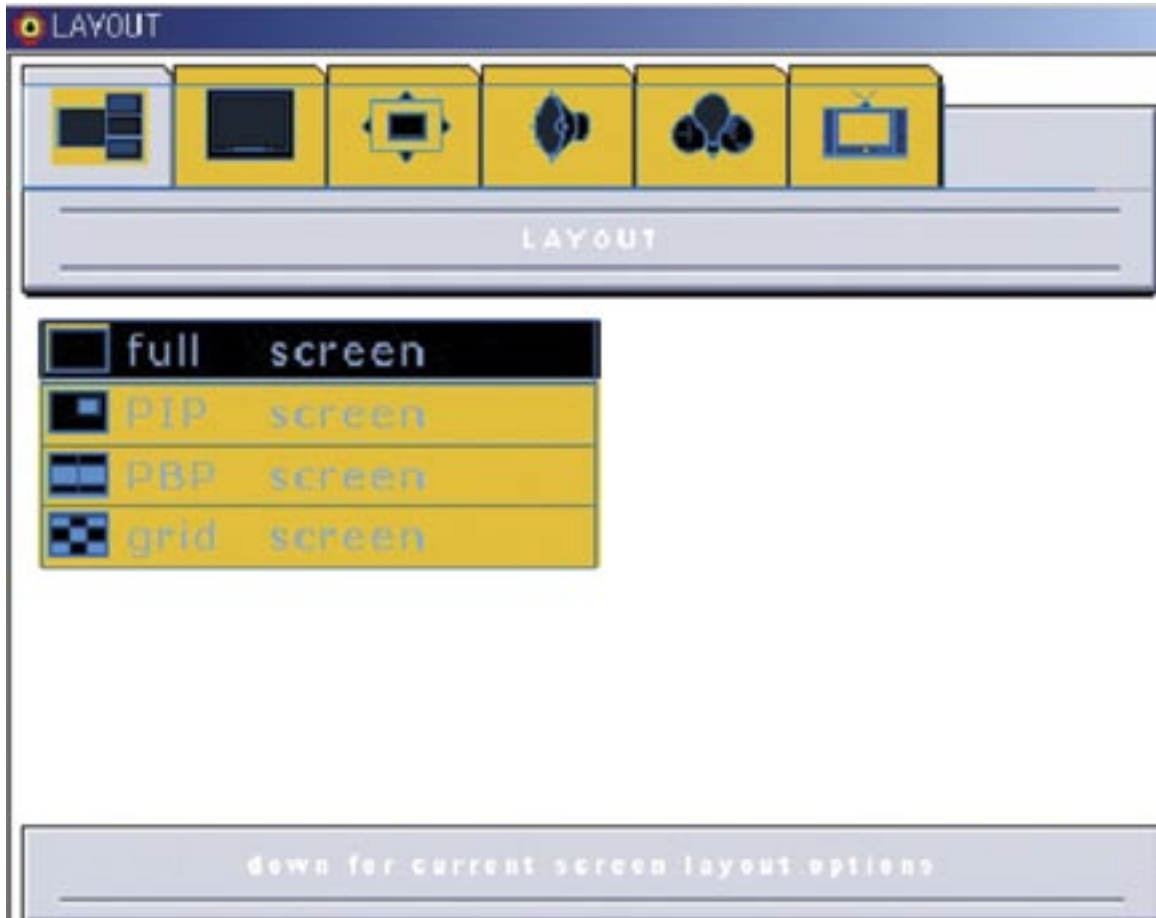 LAYOUT
LAYOUT
full screen
PIP screen
PBP screen
grid screen
down for current screen layout options